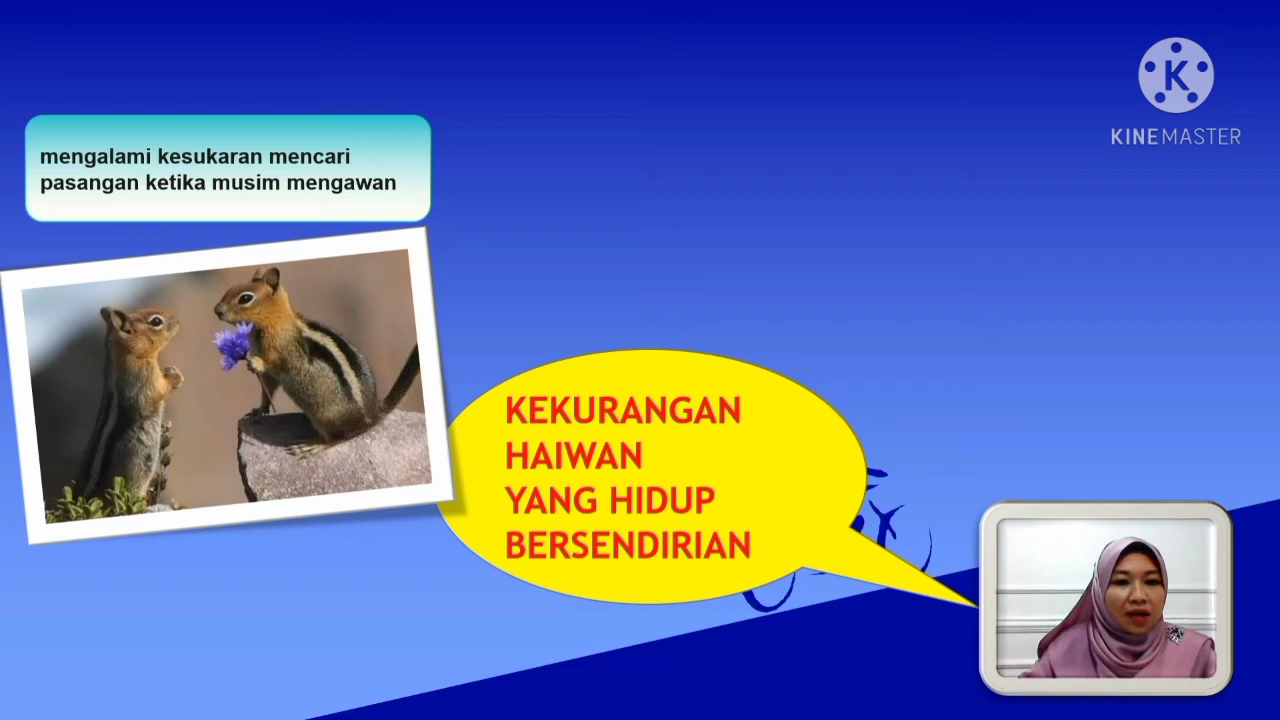 mengalami kesukaran mencari
pasangan ketika musim mengawan
KEKURANGAN
HAIWAN
YANG HIDUP
BERSENDIRIAN
K
KINEMASTER